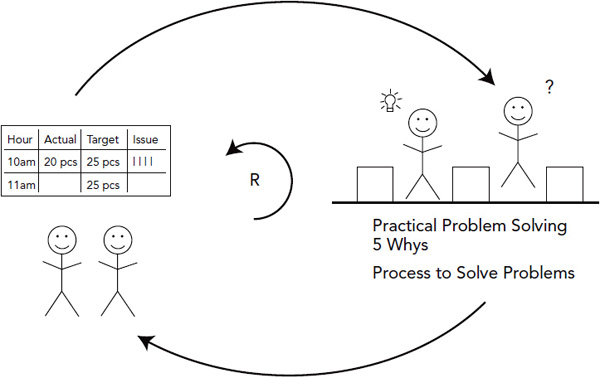 ?
Hour Actual Target Issue
10am 20 pcs 25 pcs ||||
11am 25 pcs
R
Practical Problem Solving
5 Whys
Process to Solve Problems